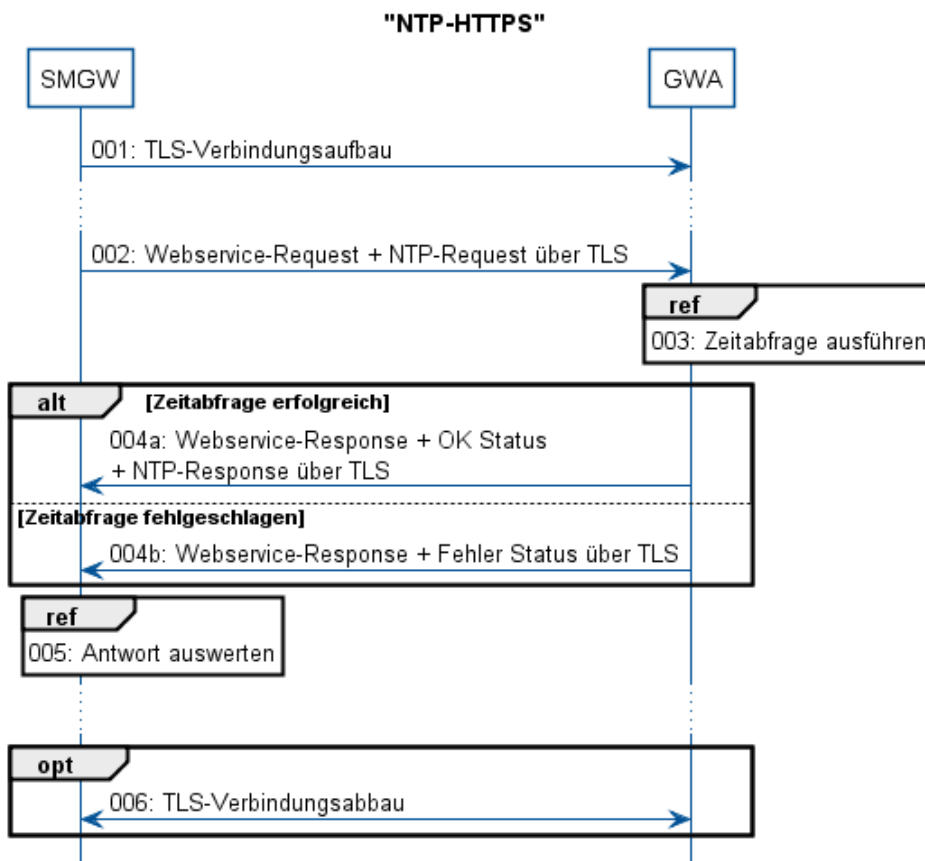 "NTP-HTTPS"
SMGW
GWA
001: TLS-Verbindungsaufbau
002: Webservice-Request + NTP-Request über TLS
ref
003: Zeitabfrage ausführen
alt
[Zeitabfrage erfolgreich]
004a: Webservice-Response + OK Status
+ NTP-Response über TLS
[Zeitabfrage fehlgeschlagen]
004b: Webservice-Response + Fehler Status über TLS
ref
005: Antwort auswerten
opt
006: TLS-Verbindungsabbau